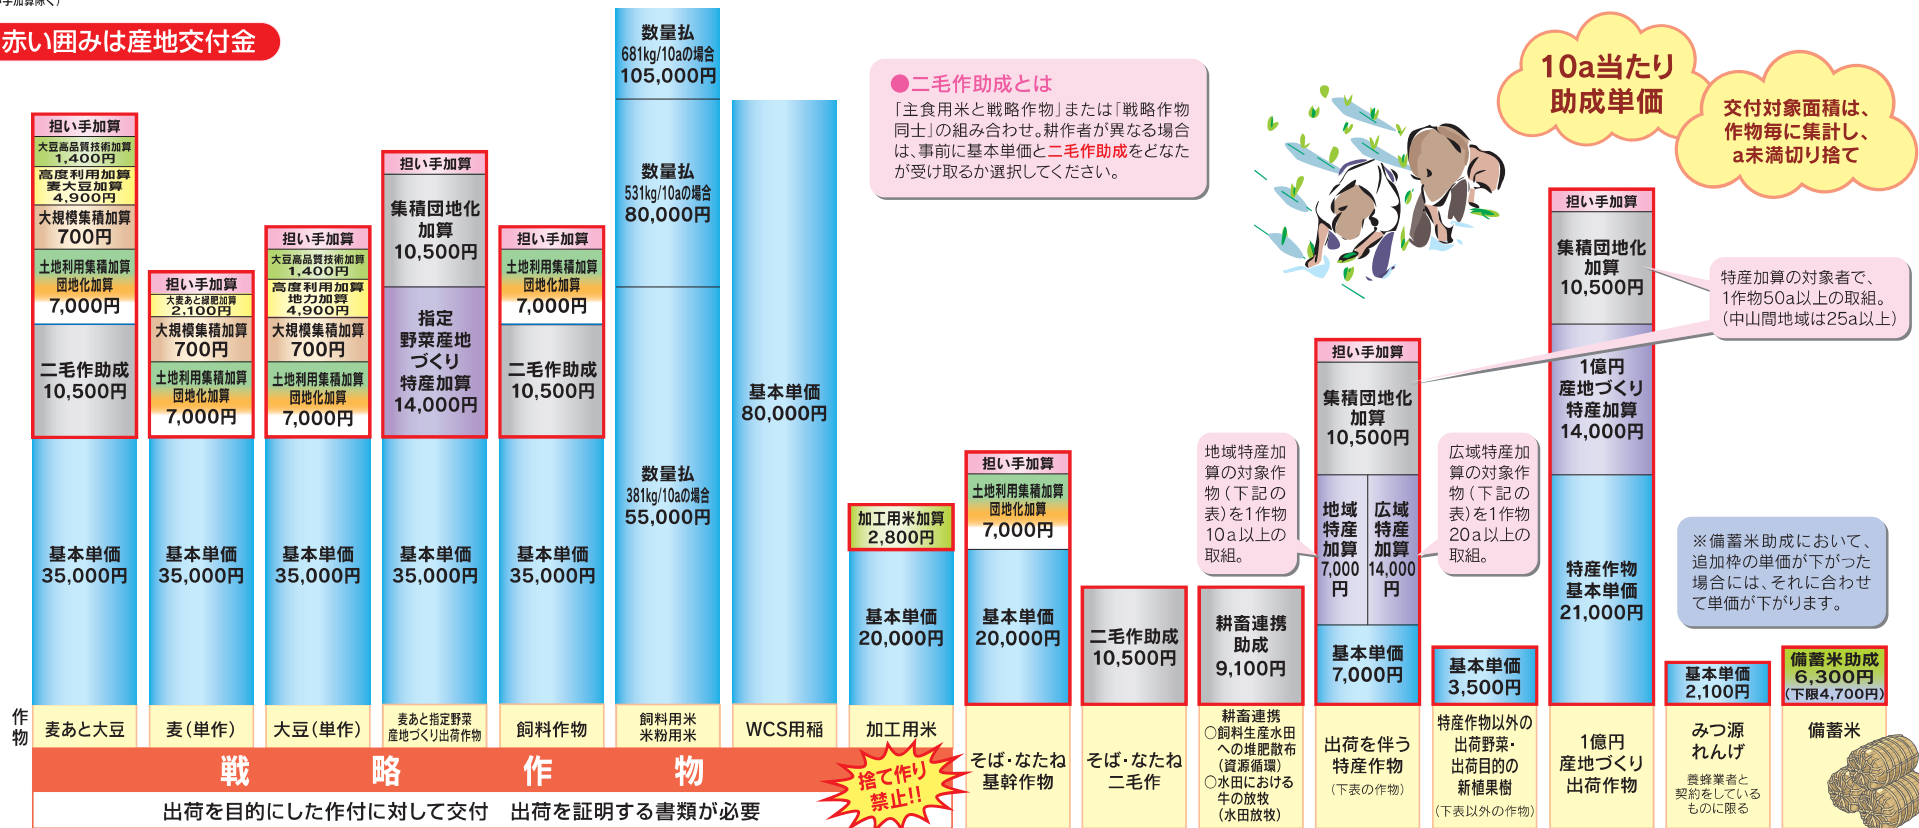 赤い囲みは産地交付金
担い手加算
大豆高品質技術加算
1,400円
高度利用加算
麦大豆加算
4,900円
大規模集積加算
700円
土地利用集積加算
団地化加算
7,000円
二毛作助成
10,500円
基本単価
35,000円
麦あと大豆
担い手加算
大麦あと緑肥加算
2,100円
大規模集積加算
700円
土地利用集積加算
団地化加算
7,000円
基本単価
35,000円
麦(単作)
担い手加算
大豆高品質技術加算
1,400円
高度利用加算
地力加算
4,900円
大規模集積加算
700円
土地利用集積加算
団地化加算
7,000円
基本単価
35,000円
大豆(単作)
担い手加算
集積団地化
加算
10,500円
指定
野菜産地
づくり
特産加算
14,000円
基本単価
35,000円
麦あと指定野菜
産地づくり出荷作物
担い手加算
土地利用集積加算
団地化加算
7,000円
二毛作助成
10,500円
基本単価
35,000円
飼料作物
数量払
681kg/10aの場合
105,000円
数量払
531kg/10aの場合
80,000円
数量払
381kg/10aの場合
55,000円
飼料用米
米粉用米
基本単価
80,000円
WCS用稲
加工用米加算
2,800円
基本単価
20,000円
加工用米
作物
戦略作物
出荷を目的にした作付に対して交付 出荷を証明する書類が必要
捨て作り
禁止!!
●二毛作助成とは
「主食用米と戦略作物」または「戦略作物
同士」の組み合わせ。耕作者が異なる場合
は、事前に基本単価と二毛作助成をどなた
が受け取るか選択してください。
10a当たり
助成単価
交付対象面積は、
作物毎に集計し、
a未満切り捨て
担い手加算
土地利用集積加算
団地化加算
7,000円
基本単価
20,000円
そば・なたね
基幹作物
二毛作助成
10,500円
そば・なたね
二毛作
耕畜連携
助成
9,100円
耕畜連携
○飼料生産水田
への堆肥散布
(資源循環)
○水田における
牛の放牧
(水田放牧)
地域特産加
算の対象作
物(下記の
表)を1作物
10a以上の
取組。
担い手加算
集積団地化
加算
10,500円
地域
特産
加算
7,000
円
広域
特産
加算
14,000
円
基本単価
7,000円
出荷を伴う
特産作物
(下表の作物)
広域特産加
算の対象作
物(下記の
表)を1作物
20a以上の
取組。
基本単価
3,500円
特産作物以外の
出荷野菜・
出荷目的の
新植果樹
(下表以外の作物)
担い手加算
集積団地化
加算
10,500円
1億円
産地づくり
特産加算
14,000円
特産作物
基本単価
21,000円
1億円
産地づくり
出荷作物
特産加算の対象者で、
1作物50a以上の取組。
(中山間地域は25a以上)
※備蓄米助成において、
追加枠の単価が下がった
場合には、それに合わせ
て単価が下がります。
基本単価
2,100円
みつ源
れんげ
養蜂業者と
契約をしている
ものに限る
備蓄米助成
6,300円
(下限4,700円)
備蓄米